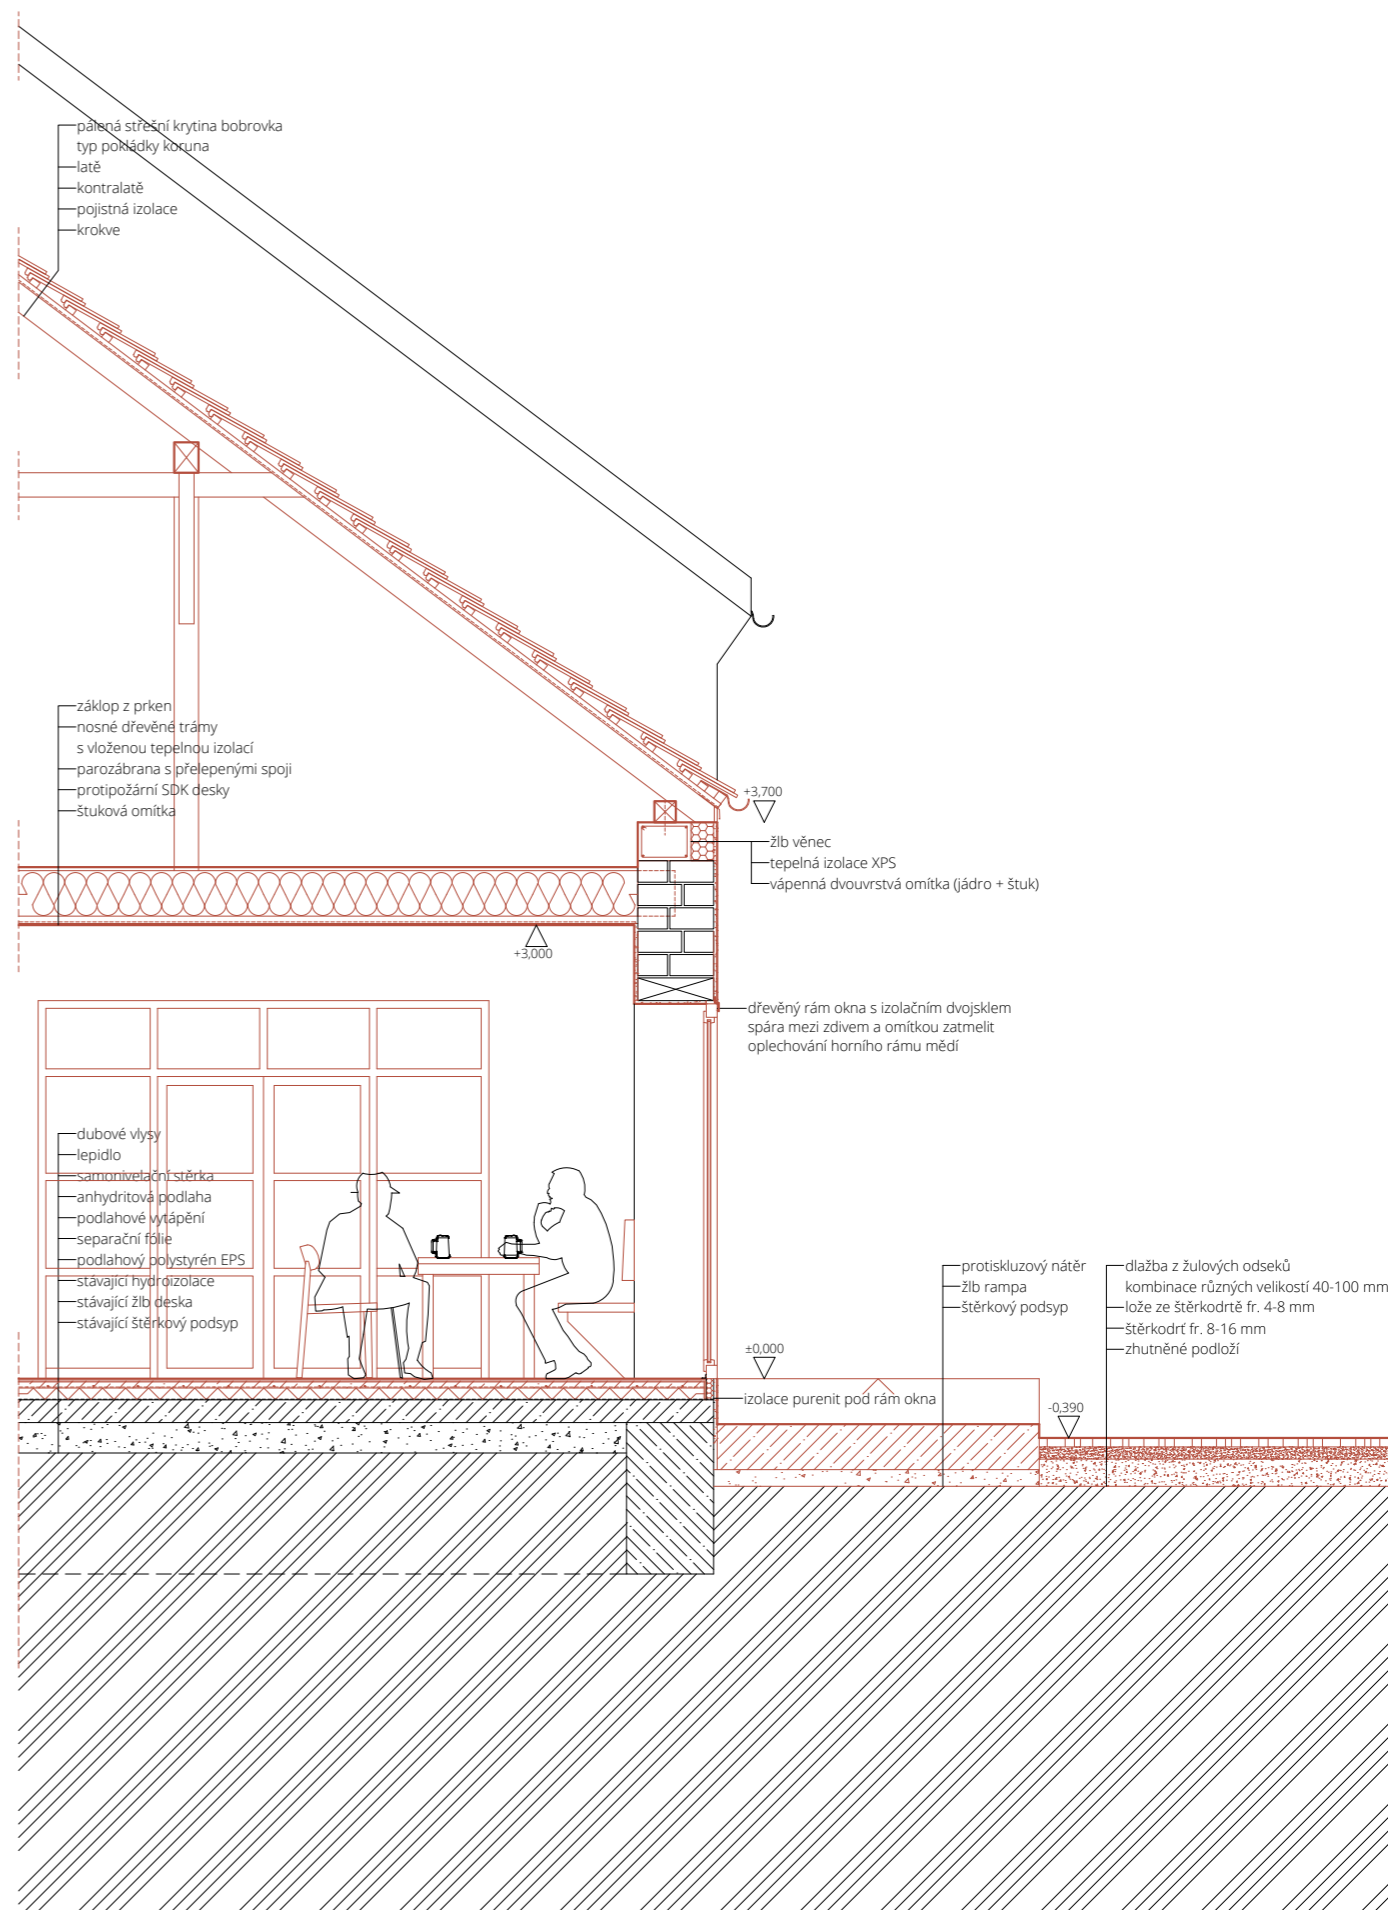 pálená střešní krytina bobrovka
typ pokládky koruna
latě
kontralatě
pojistná izolace
krokve
záklop z prken
nosné dřevěné trámy
s vloženou tepelnou izolací
parozábrana s přelepenými spoji
protipožární SDK desky
štuková omítka
+3,700
žlb věnec
tepelná izolace XPS
vápenná dvouvrstvá omítka (jádro + štuk)
+3,000
dřevěný rám okna s izolačním dvojsklem
spára mezi zdivem a omítkou zatmelit
oplechování horního rámu mědí
dubové vlysy
lepidlo
samonivelační stěrka
anhydritová podlaha
podlahové vytápění
separační fólie
podlahový polystyrén EPS
stávající hydroizolace
stávající žlb deska
stávající štěrkový podsyp
protiskluzový nátěr
žlb rampa
štěrkový podsyp
dlažba z žulových odseků
kombinace různých velikostí 40-100 mm
lože ze štěrkodrtě fr. 4-8 mm
štěrkodrť fr. 8-16 mm
zhutněné podloží
±0,000
izolace purenit pod rám okna
-0,390